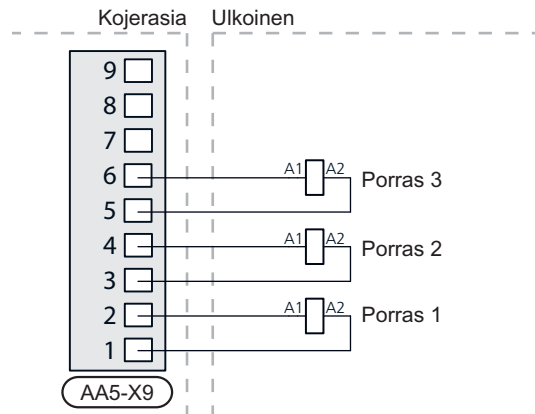 Kojerasia Ulkoinen
9
8
7
6 A1 A2 Porras 3
5
4 A1 A2 Porras 2
3
2 A1 A2 Porras 1
1
AA5-X9